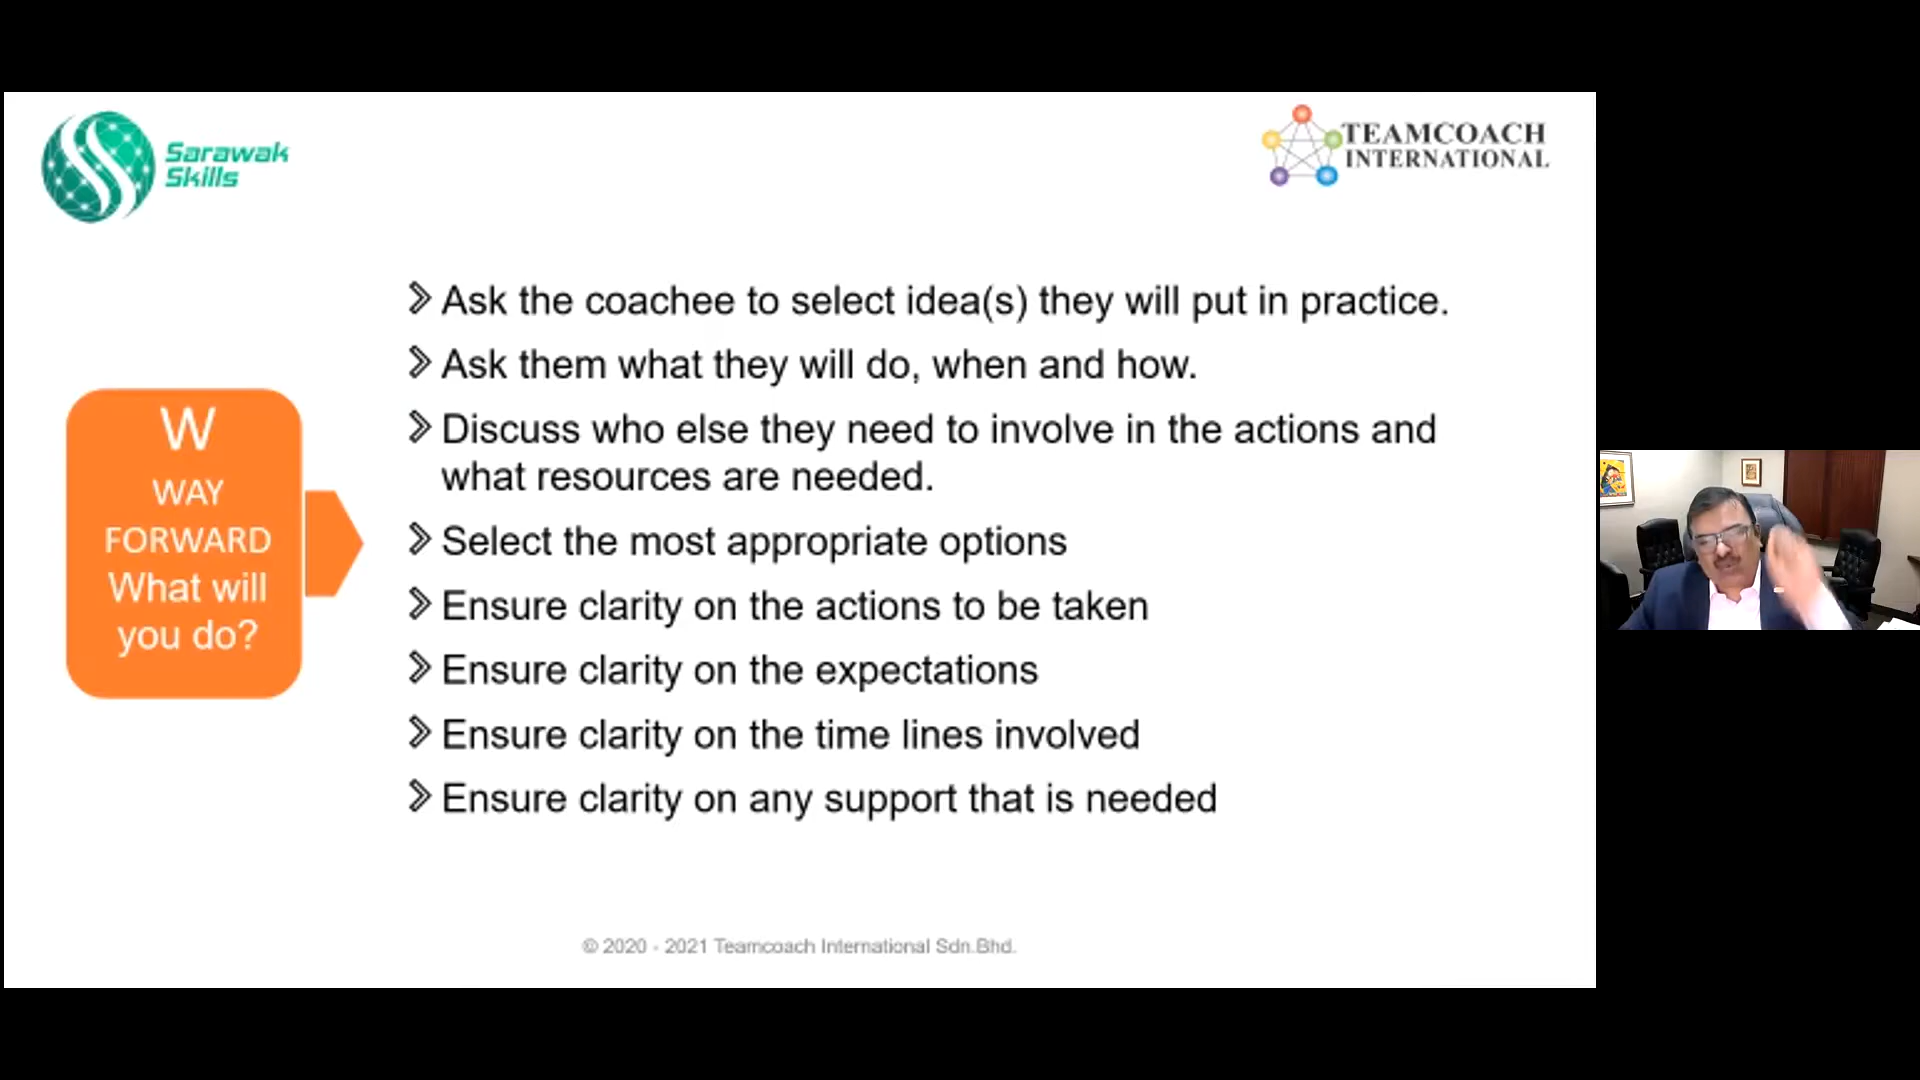 Sarawak
Skills
TEAMCOACH
INTERNATIONAL
W
WAY
FORWARD
What will
you do?
Ask the coachee to select idea(s) they will put in practice.
Ask them what they will do, when and how.
Discuss who else they need to involve in the actions and
what resources are needed.
Select the most appropriate options
Ensure clarity on the actions to be taken
Ensure clarity on the expectations
Ensure clarity on the time lines involved
Ensure clarity on any support that is needed
© 2020 - 2021 Teamcoach International Sdn.Bhd.